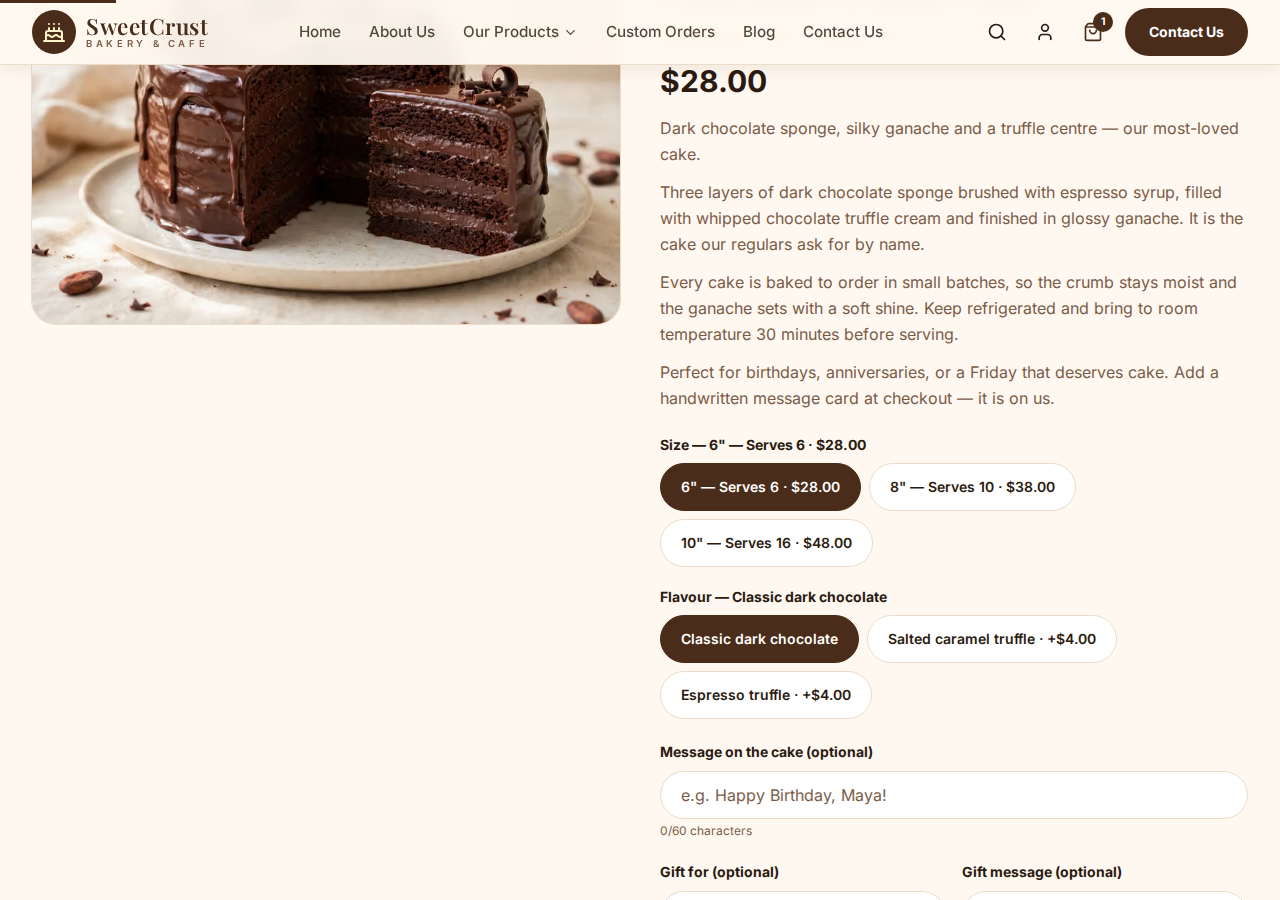 SweetCrust
BAKERY & CAFE
Home
About Us
Our Products
Custom Orders
Blog
Contact Us
1
Contact Us
$28.00
Dark chocolate sponge, silky ganache and a truffle centre — our most-loved
cake.
Three layers of dark chocolate sponge brushed with espresso syrup, filled
with whipped chocolate truffle cream and finished in glossy ganache. It is the
cake our regulars ask for by name.
Every cake is baked to order in small batches, so the crumb stays moist and
the ganache sets with a soft shine. Keep refrigerated and bring to room
temperature 30 minutes before serving.
Perfect for birthdays, anniversaries, or a Friday that deserves cake. Add a
handwritten message card at checkout — it is on us.
Size — 6" — Serves 6 · $28.00
6" — Serves 6 · $28.00
8" — Serves 10 · $38.00
10" — Serves 16 · $48.00
Flavour — Classic dark chocolate
Classic dark chocolate
Salted caramel truffle · +$4.00
Espresso truffle · +$4.00
Message on the cake (optional)
e.g. Happy Birthday, Maya!
0/60 characters
Gift for (optional)
Gift message (optional)